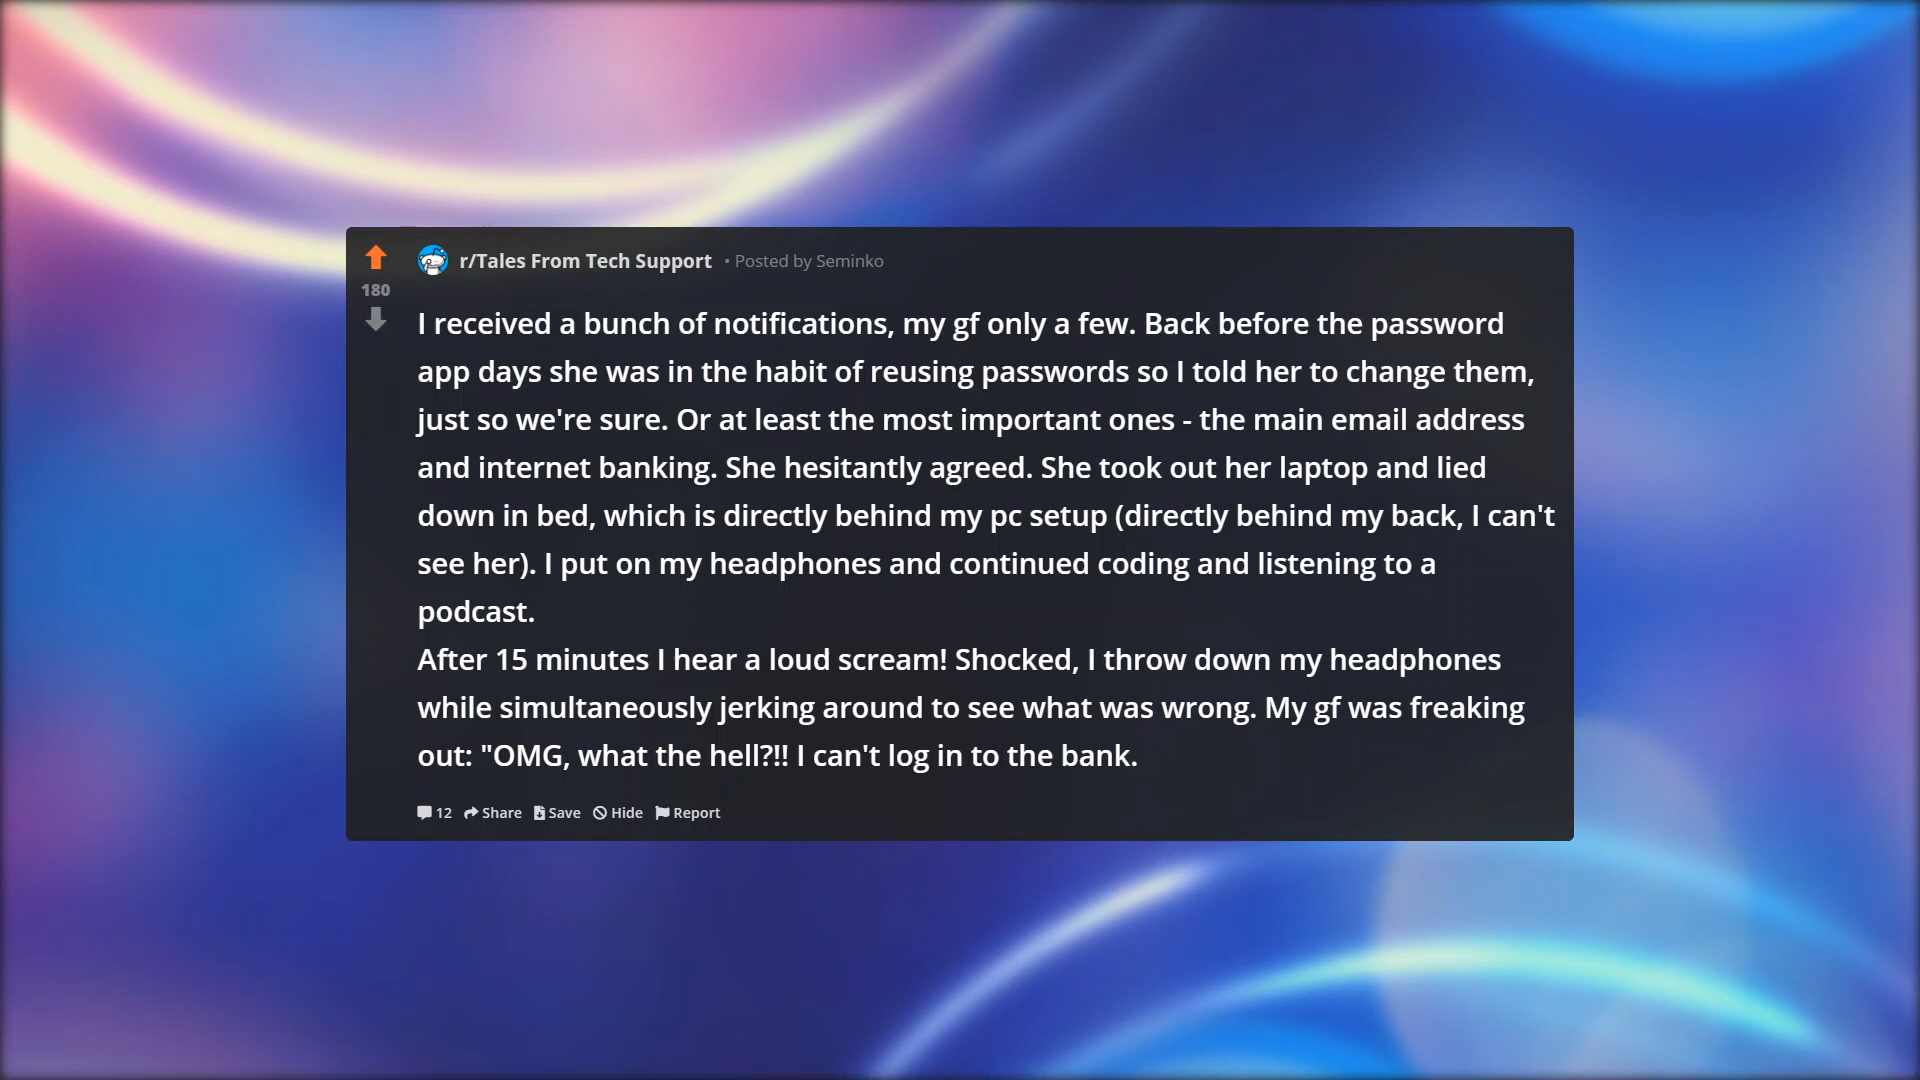 r/Tales From Tech Support • Posted by Seminko
180
I received a bunch of notifications, my gf only a few. Back before the password
app days she was in the habit of reusing passwords so I told her to change them,
just so we're sure. Or at least the most important ones - the main email address
and internet banking. She hesitantly agreed. She took out her laptop and lied
down in bed, which is directly behind my pc setup (directly behind my back, I can't
see her). I put on my headphones and continued coding and listening to a
podcast.
After 15 minutes I hear a loud scream! Shocked, I throw down my headphones
while simultaneously jerking around to see what was wrong. My gf was freaking
out: "OMG, what the hell?!! I can't log in to the bank.
12 Share Save Hide Report